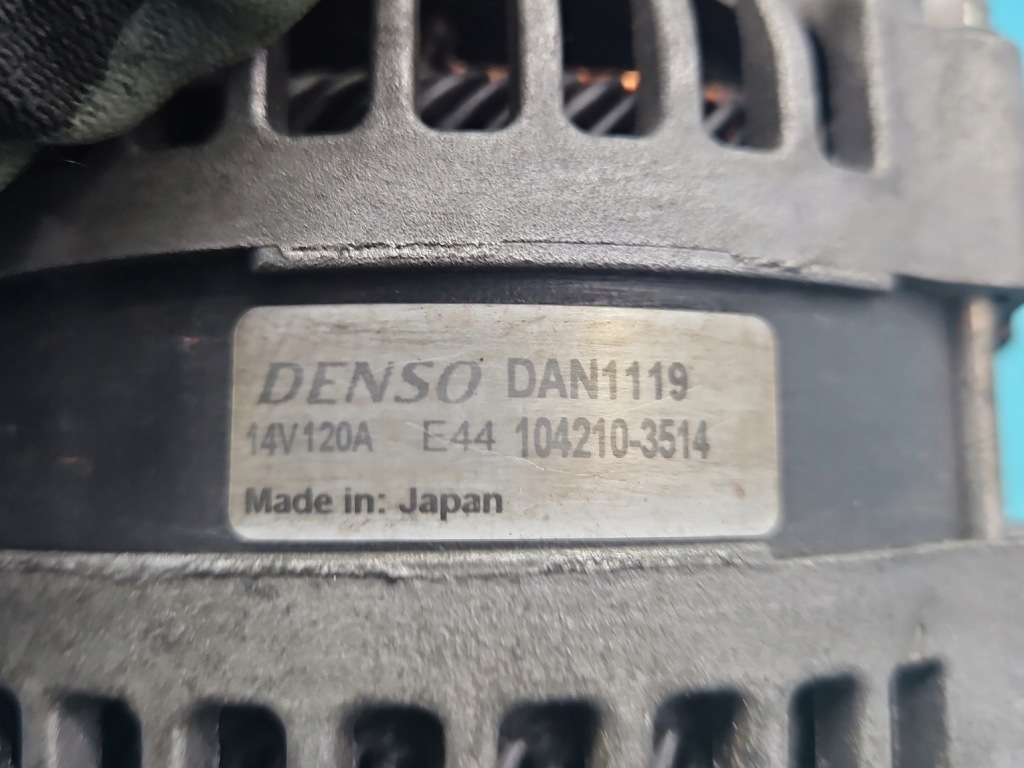 DENSO DAN1119
14V120A E44 104210-3514
Made in: Japan